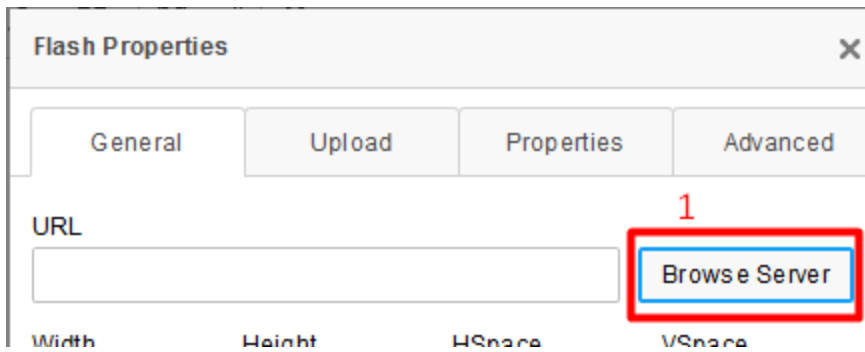 Flash Properties
General Upload Properties Advanced
1
URL
Browse Server
Width Height HSpace VSpace